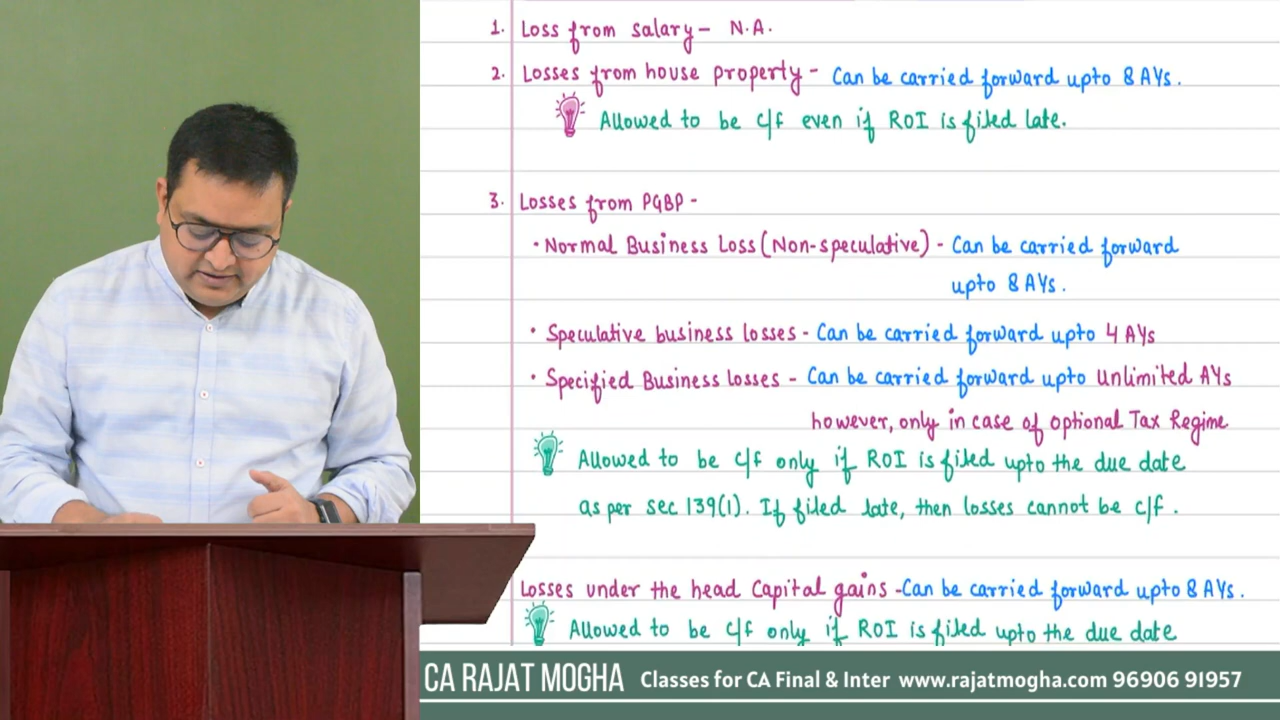 1. Loss from salary – N.A.
2. Losses from house property - Can be carried forward upto 8 AYs.
Allowed to be c/f even if ROI is filed late.
3. Losses from PGBP -
• Normal Business Loss (Non-speculative) - Can be carried forward
upto 8 AYs.
• Speculative business losses - Can be carried forward upto 4 AYs
• Specified Business losses - Can be carried forward upto Unlimited AYs
however, only in case of optional Tax Regime
Allowed to be c/f only if ROI is filed upto the due date
as per sec 139(1). If filed late, then losses cannot be c/f.
Losses under the head Capital gains - Can be carried forward upto 8 AYs.
Allowed to be c/f only if ROI is filed upto the due date
CA RAJAT MOGHA Classes for CA Final & Inter www.rajatmogha.com 96906 91957